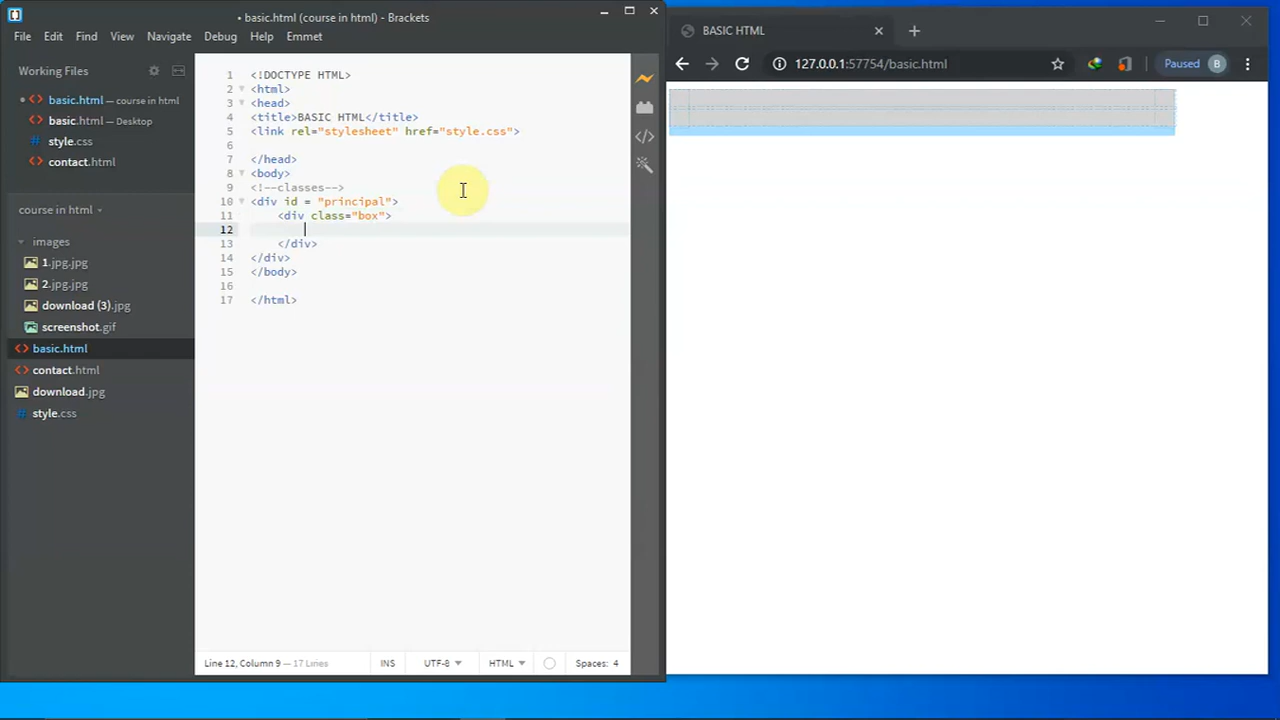 • basic.html (course in html) - Brackets
File Edit Find View Navigate Debug Help Emmet
Working Files
basic.html — course in html
basic.html — Desktop
style.css
contact.html
course in html
images
1.jpg.jpg
2.jpg.jpg
download (3).jpg
screenshot.gif
basic.html
contact.html
download.jpg
style.css
1 <!DOCTYPE HTML>
2 <html>
3 <head>
4 <title>BASIC HTML</title>
5 <link rel="stylesheet" href="style.css">
6
7 </head>
8 <body>
9 <!--classes-->
10 <div id = "principal">
11 <div class="box">
12
13 </div>
14 </div>
15 </body>
16
17 </html>
Line 12, Column 9 — 17 Lines INS UTF-8 HTML Spaces: 4
BASIC HTML
127.0.0.1:57754/basic.html Paused B